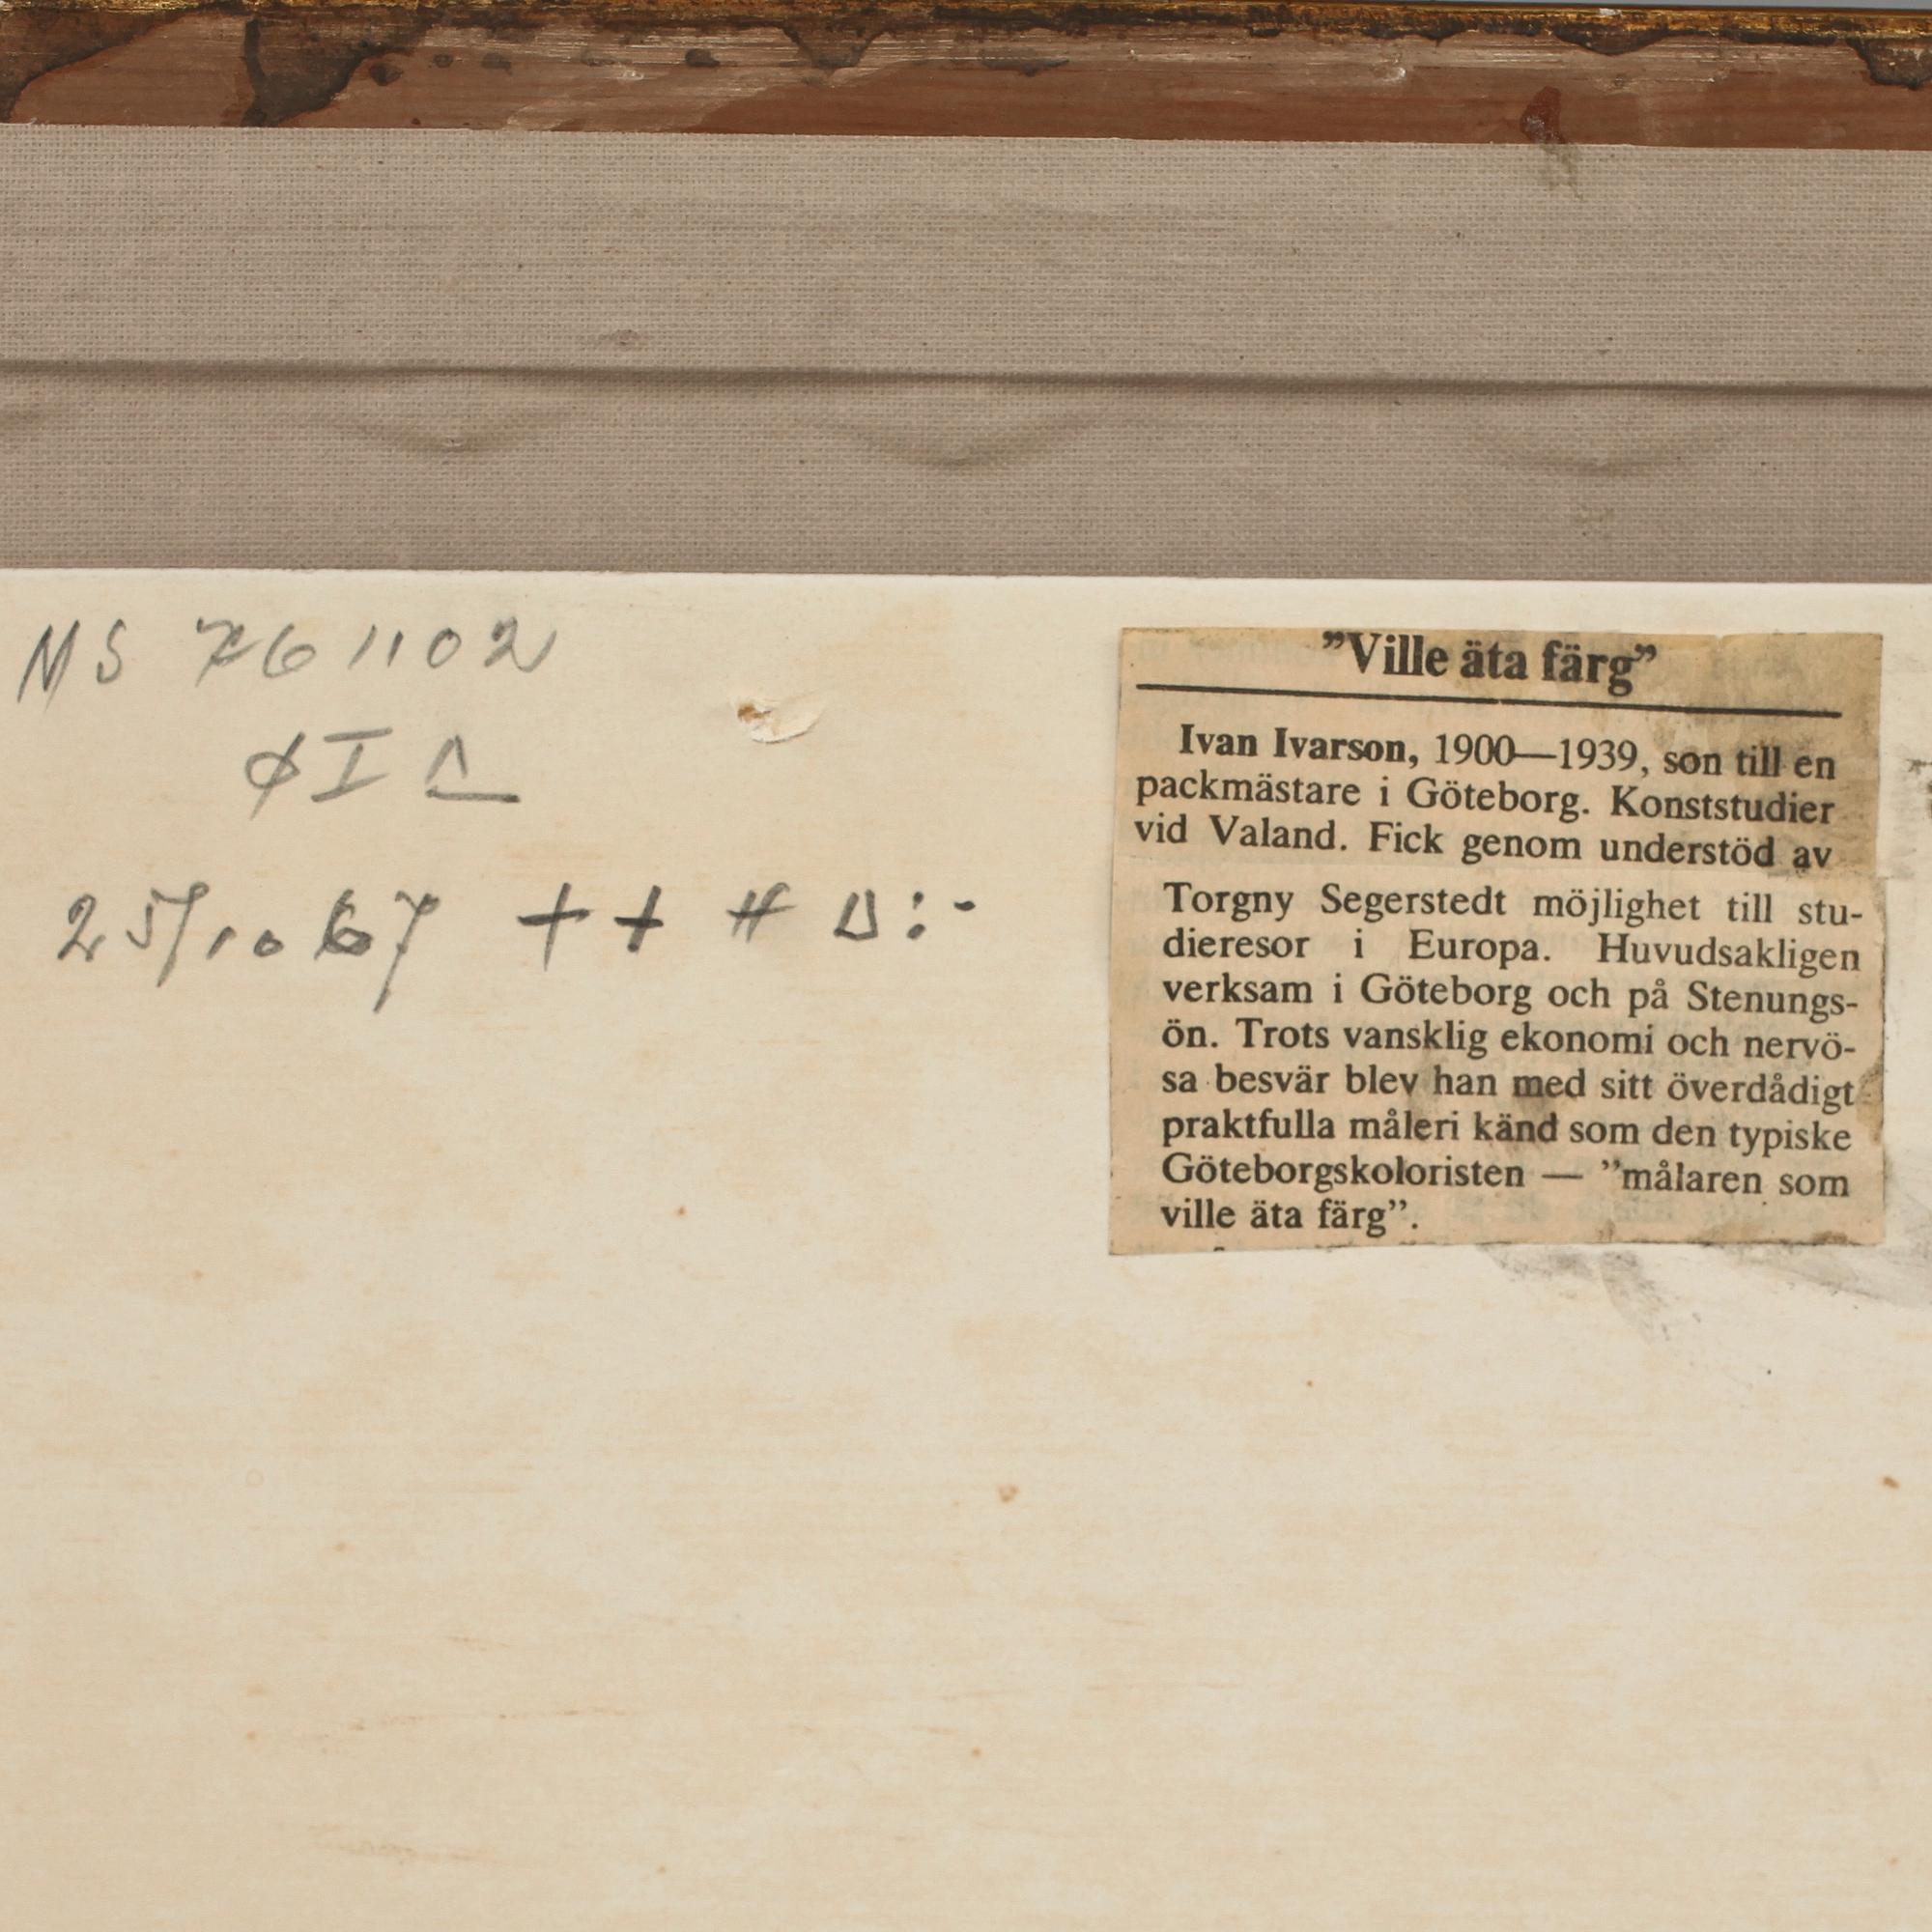 MS 761102
ΦI
25/10 67 ++ # :-
"Ville äta färg"
Ivan Ivarson, 1900—1939, son till en
packmästare i Göteborg. Konststudier
vid Valand. Fick genom understöd av
Torgny Segerstedt möjlighet till stu-
dieresor i Europa. Huvudsakligen
verksam i Göteborg och på Stenungs-
ön. Trots vansklig ekonomi och nervö-
sa besvär blev han med sitt överdådigt
praktfulla måleri känd som den typiske
Göteborgskoloristen — "målaren som
ville äta färg".